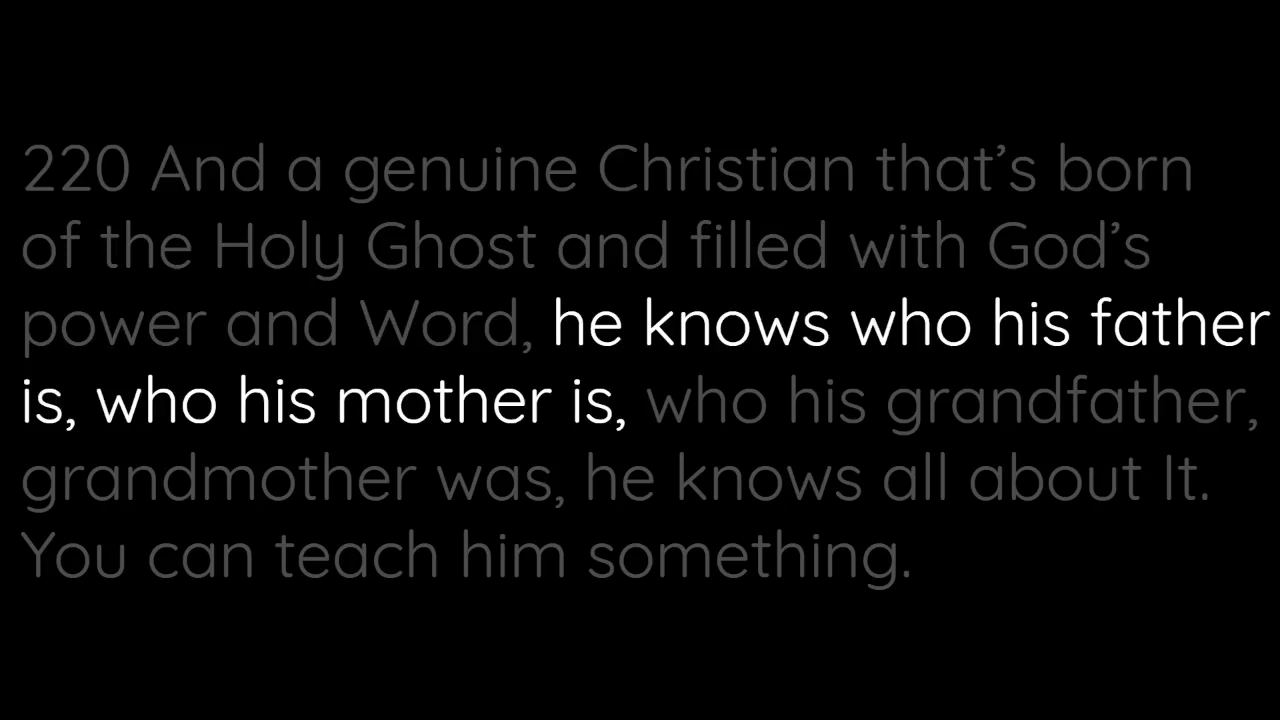 220 And a genuine Christian that’s born
of the Holy Ghost and filled with God’s
power and Word, he knows who his father
is, who his mother is, who his grandfather,
grandmother was, he knows all about It.
You can teach him something.